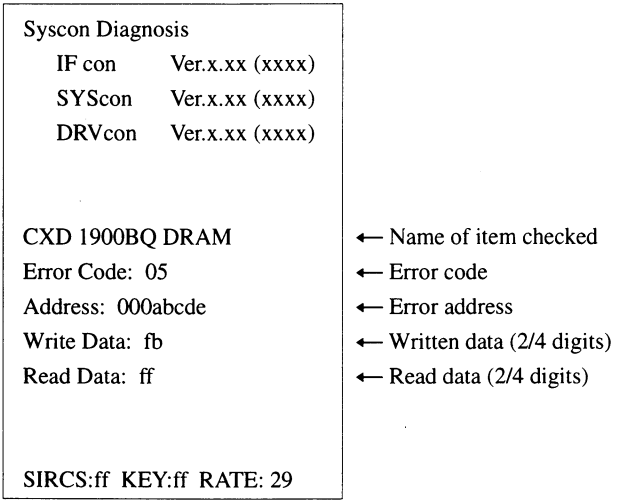 Syscon Diagnosis
IF con Ver.x.xx (xxxx)
SYScon Ver.x.xx (xxxx)
DRVcon Ver.x.xx (xxxx)
CXD 1900BQ DRAM ← Name of item checked
Error Code: 05 ← Error code
Address: 000abcde ← Error address
Write Data: fb ← Written data (2/4 digits)
Read Data: ff ← Read data (2/4 digits)
SIRCS:ff KEY:ff RATE: 29